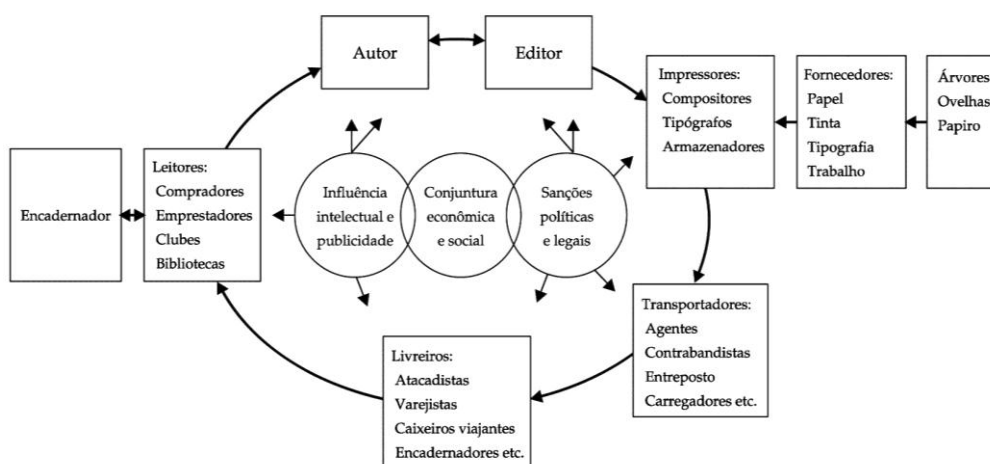 Autor
Editor
Impressores:
Compositores
Tipógrafos
Armazenadores
Fornecedores:
Papel
Tinta
Tipografia
Trabalho
Árvores
Ovelhas
Papiro
Encadernador
Leitores:
Compradores
Emprestadores
Clubes
Bibliotecas
Influência
intelectual e
publicidade
Conjuntura
econômica
e social
Sanções
políticas
e legais
Transportadores:
Agentes
Contrabandistas
Entreposto
Carregadores etc.
Livreiros:
Atacadistas
Varejistas
Caixeiros viajantes
Encadernadores etc.